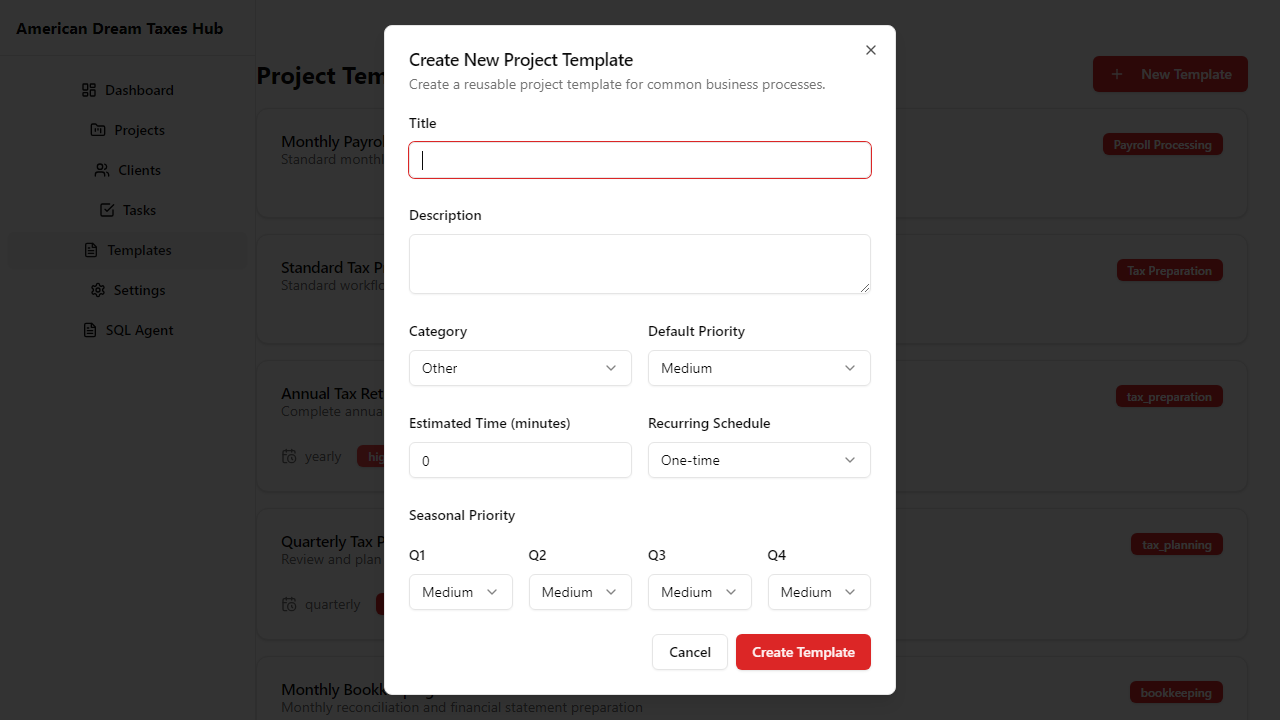 American Dream Taxes Hub
Dashboard
Projects
Clients
Tasks
Templates
Settings
SQL Agent
Project Tem
New Template
Monthly Payrol
Standard month
Payroll Processing
Standard Tax P
Standard workflo
Tax Preparation
Annual Tax Ret
Complete annua
tax_preparation
yearly
hig
Quarterly Tax P
Review and plan
tax_planning
quarterly
Monthly Bookkeeping
Monthly reconciliation and financial statement preparation
bookkeeping
Create New Project Template
Create a reusable project template for common business processes.
Title
Description
Category
Default Priority
Other
Medium
Estimated Time (minutes)
Recurring Schedule
0
One-time
Seasonal Priority
Q1
Q2
Q3
Q4
Medium
Medium
Medium
Medium
Cancel
Create Template